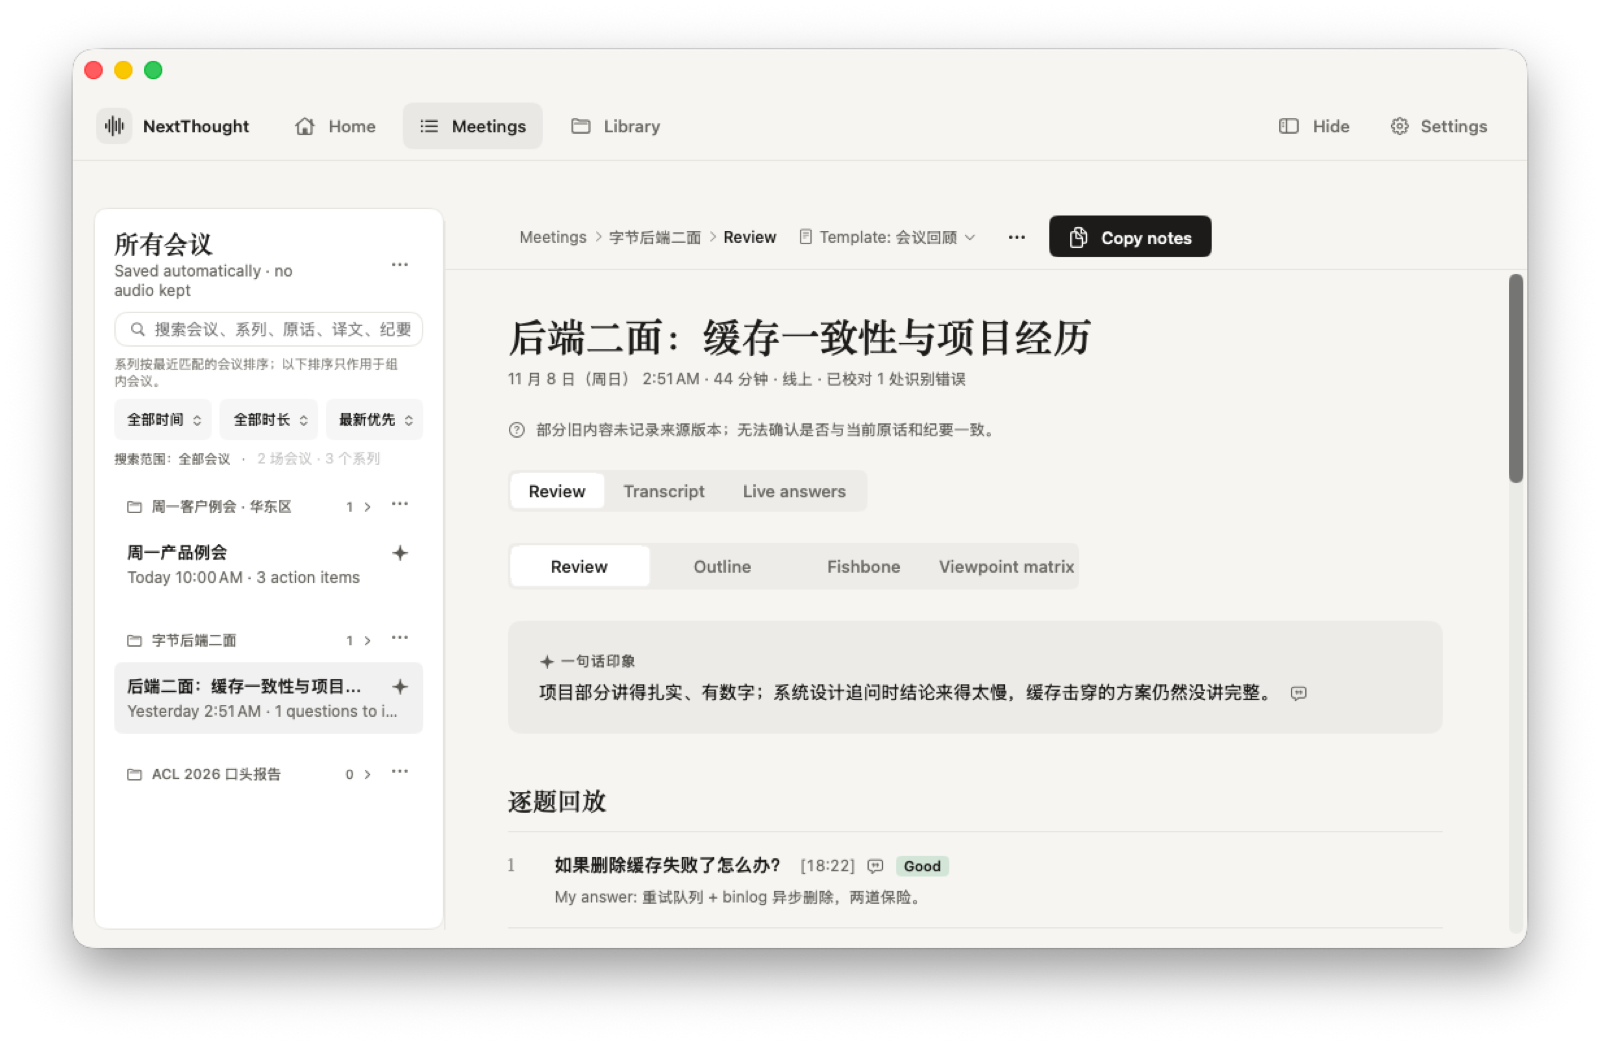 NextThought
Home
Meetings
Library
Hide
Settings
所有会议
Saved automatically · no
audio kept
搜索会议、系列、原话、译文、纪要
系列按最近匹配的会议排序；以下排序只作用于组
内会议。
全部时间
全部时长
最新优先
搜索范围：全部会议 · 2 场会议 · 3 个系列
周一客户例会 · 华东区 1
周一产品例会
Today 10:00 AM · 3 action items
字节后端二面 1
后端二面：缓存一致性与项目...
Yesterday 2:51 AM · 1 questions to i...
ACL 2026 口头报告 0
Meetings > 字节后端二面 > Review
Template: 会议回顾
Copy notes
后端二面：缓存一致性与项目经历
11 月 8 日（周日） 2:51 AM · 44 分钟 · 线上 · 已校对 1 处识别错误
部分旧内容未记录来源版本；无法确认是否与当前原话和纪要一致。
Review
Transcript
Live answers
Review
Outline
Fishbone
Viewpoint matrix
一句话印象
项目部分讲得扎实、有数字；系统设计追问时结论来得太慢，缓存击穿的方案仍然没讲完整。
逐题回放
1 如果删除缓存失败了怎么办? [18:22] Good
My answer: 重试队列 + binlog 异步删除，两道保险。